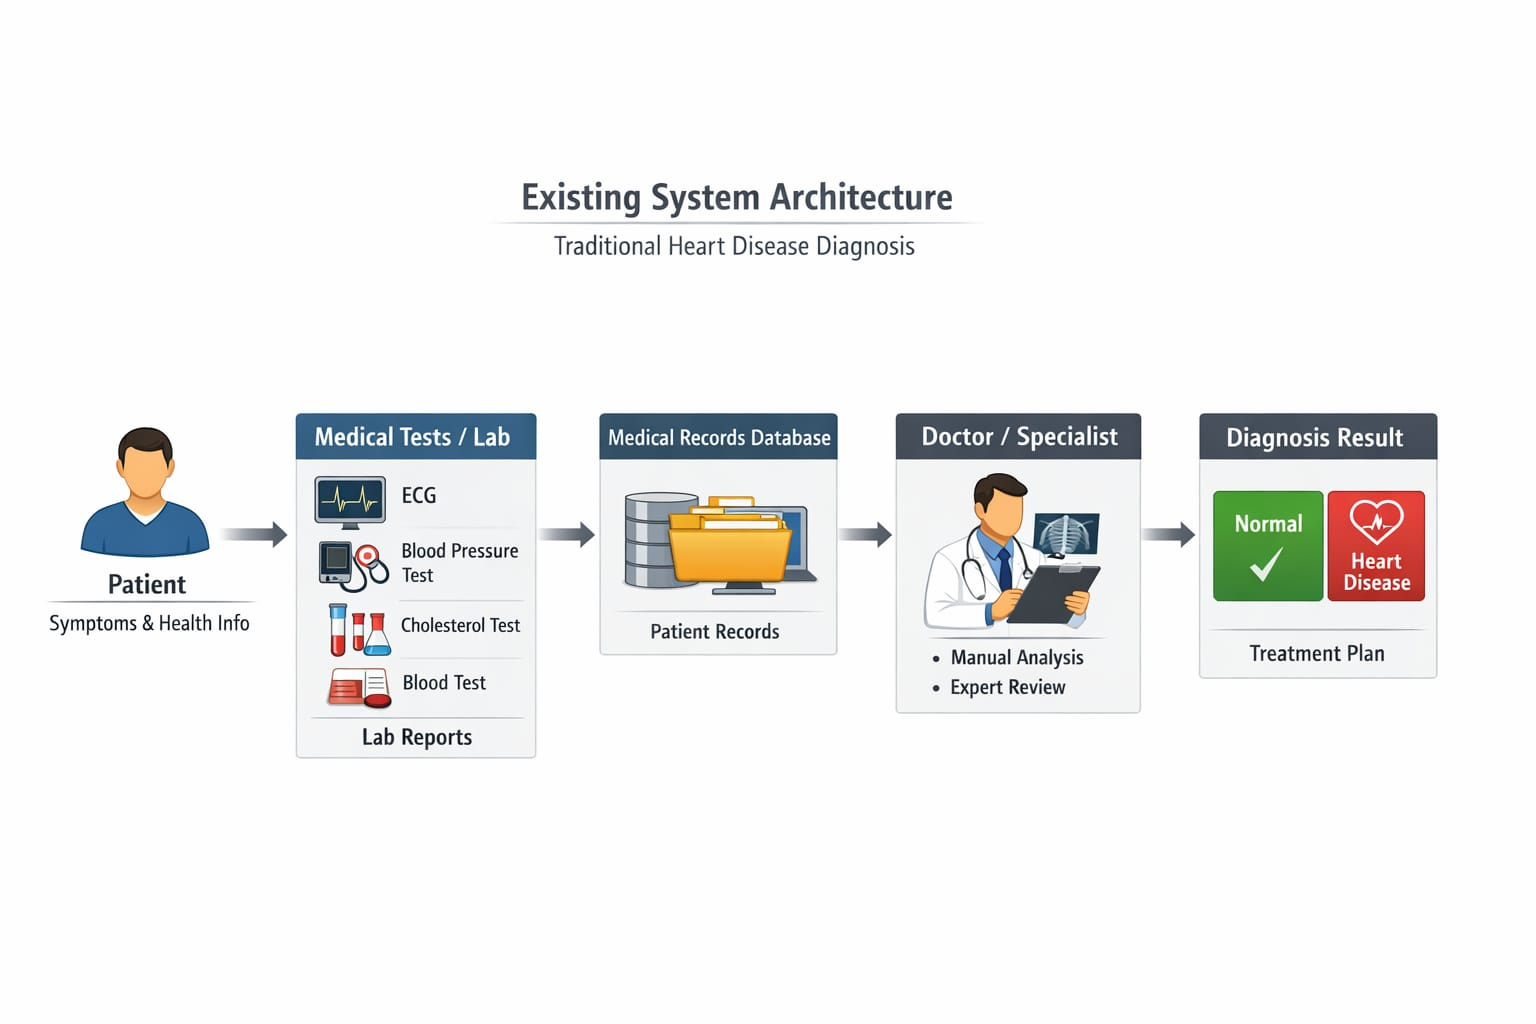 Existing System Architecture
Traditional Heart Disease Diagnosis
Patient
Symptoms & Health Info
Medical Tests / Lab
ECG
Blood Pressure
Test
Cholesterol Test
Blood Test
Lab Reports
Medical Records Database
Patient Records
Doctor / Specialist
• Manual Analysis
• Expert Review
Diagnosis Result
Normal
Heart
Disease
Treatment Plan